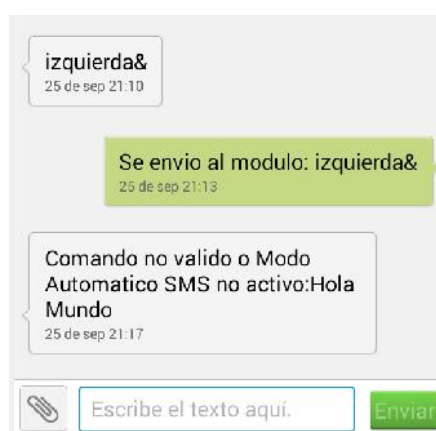 izquierda&
25 de sep 21:10
Se envio al modulo: izquierda&
25 de sep 21:13
Comando no valido o Modo
Automatico SMS no activo:Hola
Mundo
25 de sep 21:17
Escribe el texto aquí.
Enviar